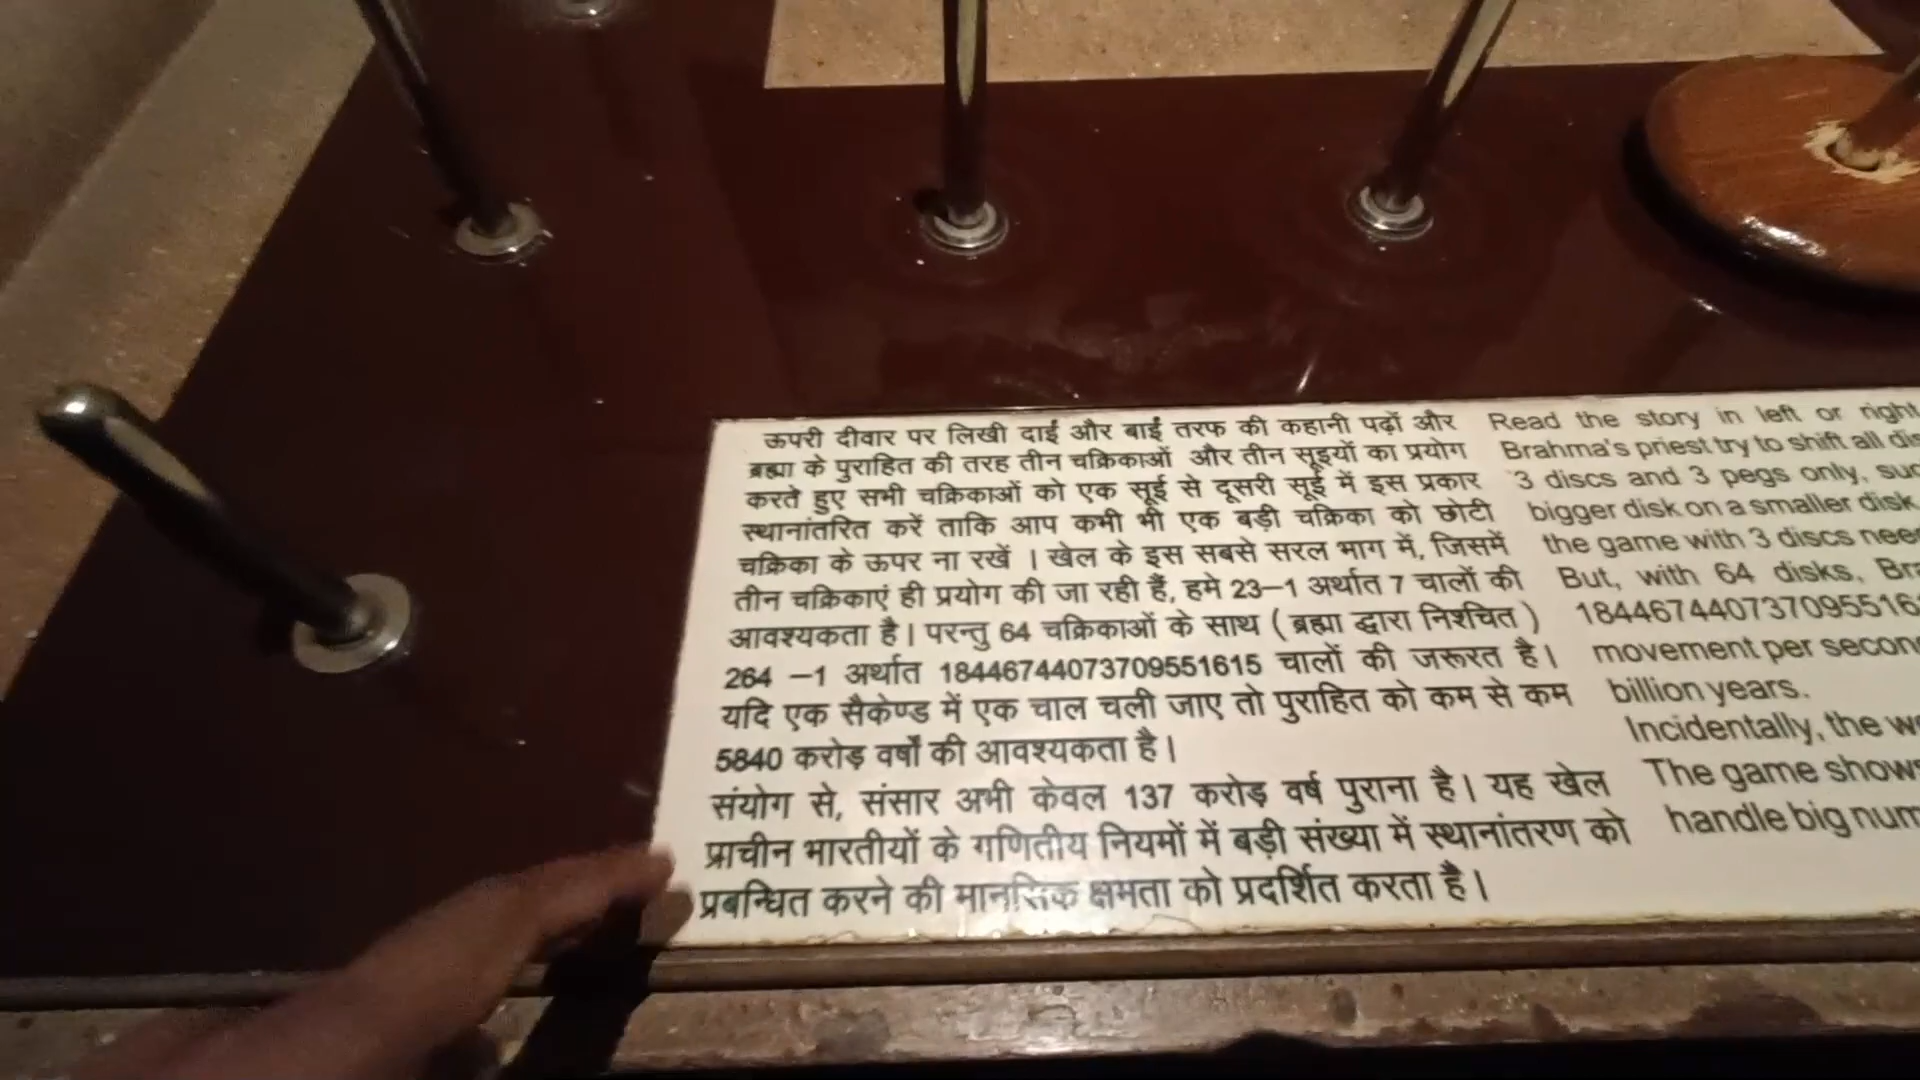 ऊपरी दीवार पर लिखी दाईं और बाईं तरफ की कहानी पढ़ों और
ब्रह्मा के पुराहित की तरह तीन चक्रिकाओं और तीन सूइयों का प्रयोग
करते हुए सभी चक्रिकाओं को एक सूई से दूसरी सूई में इस प्रकार
स्थानांतरित करें ताकि आप कभी भी एक बड़ी चक्रिका को छोटी
चक्रिका के ऊपर ना रखें । खेल के इस सबसे सरल भाग में, जिसमें
तीन चक्रिकाएं ही प्रयोग की जा रही हैं, हमे 23–1 अर्थात 7 चालों की
आवश्यकता है। परन्तु 64 चक्रिकाओं के साथ ( ब्रह्मा द्धारा निश्चित )
264 –1 अर्थात 18446744073709551615 चालों की जरूरत है।
यदि एक सैकेण्ड में एक चाल चली जाए तो पुराहित को कम से कम
5840 करोड़ वर्षों की आवश्यकता है।
संयोग से, संसार अभी केवल 137 करोड़ वर्ष पुराना है। यह खेल
प्राचीन भारतीयों के गणितीय नियमों में बड़ी संख्या में स्थानांतरण को
प्रबन्धित करने की मानसिक क्षमता को प्रदर्शित करता है।
Read the story in left or right
Brahma's priest try to shift all
3 discs and 3 pegs only,
bigger disk on a smaller disk
the game with 3 discs
But, with 64 disks,
movement per
billion years.
Incidentally, the
The game
handle big